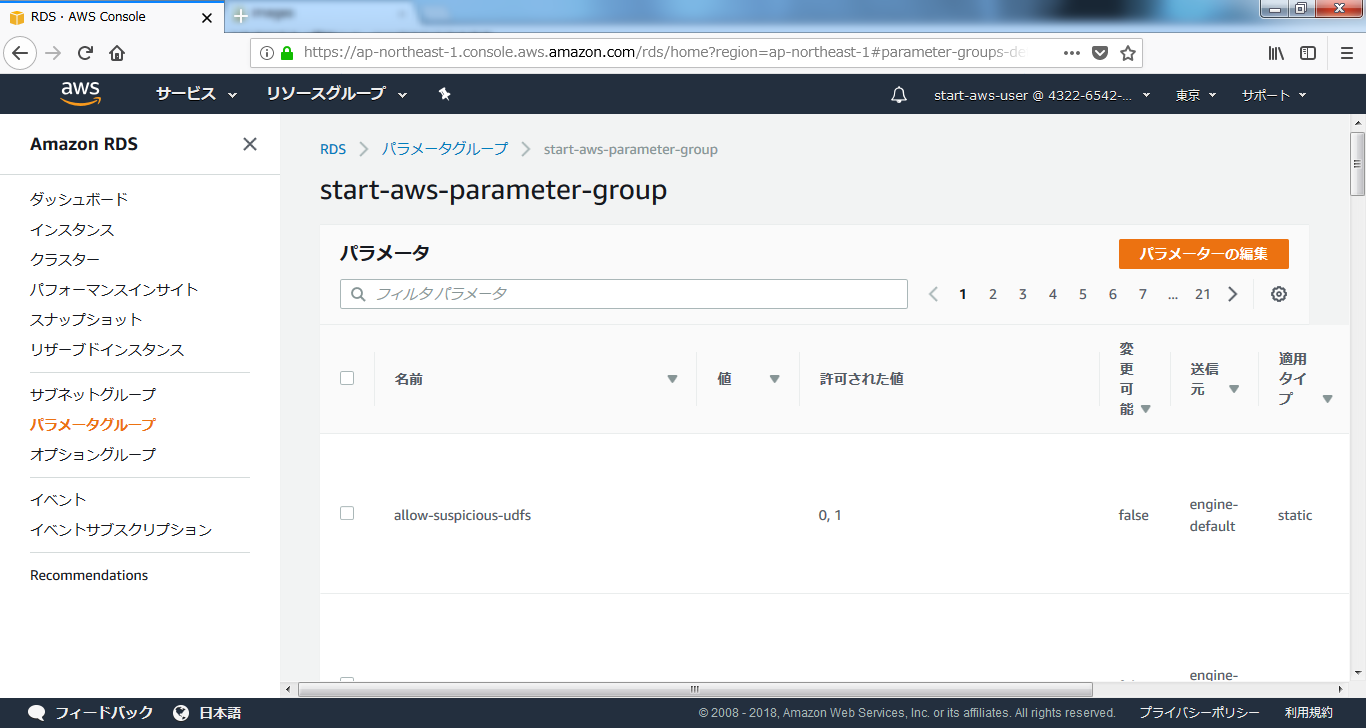 RDS · AWS Console
images
https://ap-northeast-1.console.aws.amazon.com/rds/home?region=ap-northeast-1#parameter-groups-de
aws サービス リソースグループ start-aws-user @ 4322-6542-... 東京 サポート
Amazon RDS
ダッシュボード
インスタンス
クラスター
パフォーマンスインサイト
スナップショット
リザーブドインスタンス
サブネットグループ
パラメータグループ
オプショングループ
イベント
イベントサブスクリプション
Recommendations
RDS パラメータグループ start-aws-parameter-group
start-aws-parameter-group
パラメータ パラメーターの編集
フィルタ パラメータ 1 2 3 4 5 6 7 ... 21
名前 値 許可された値 変更可能 送信元 適用タイプ
allow-suspicious-udfs 0, 1 false engine-default static
engine-
フィードバック 日本語 © 2008 - 2018, Amazon Web Services, Inc. or its affiliates. All rights reserved. プライバシーポリシー 利用規約